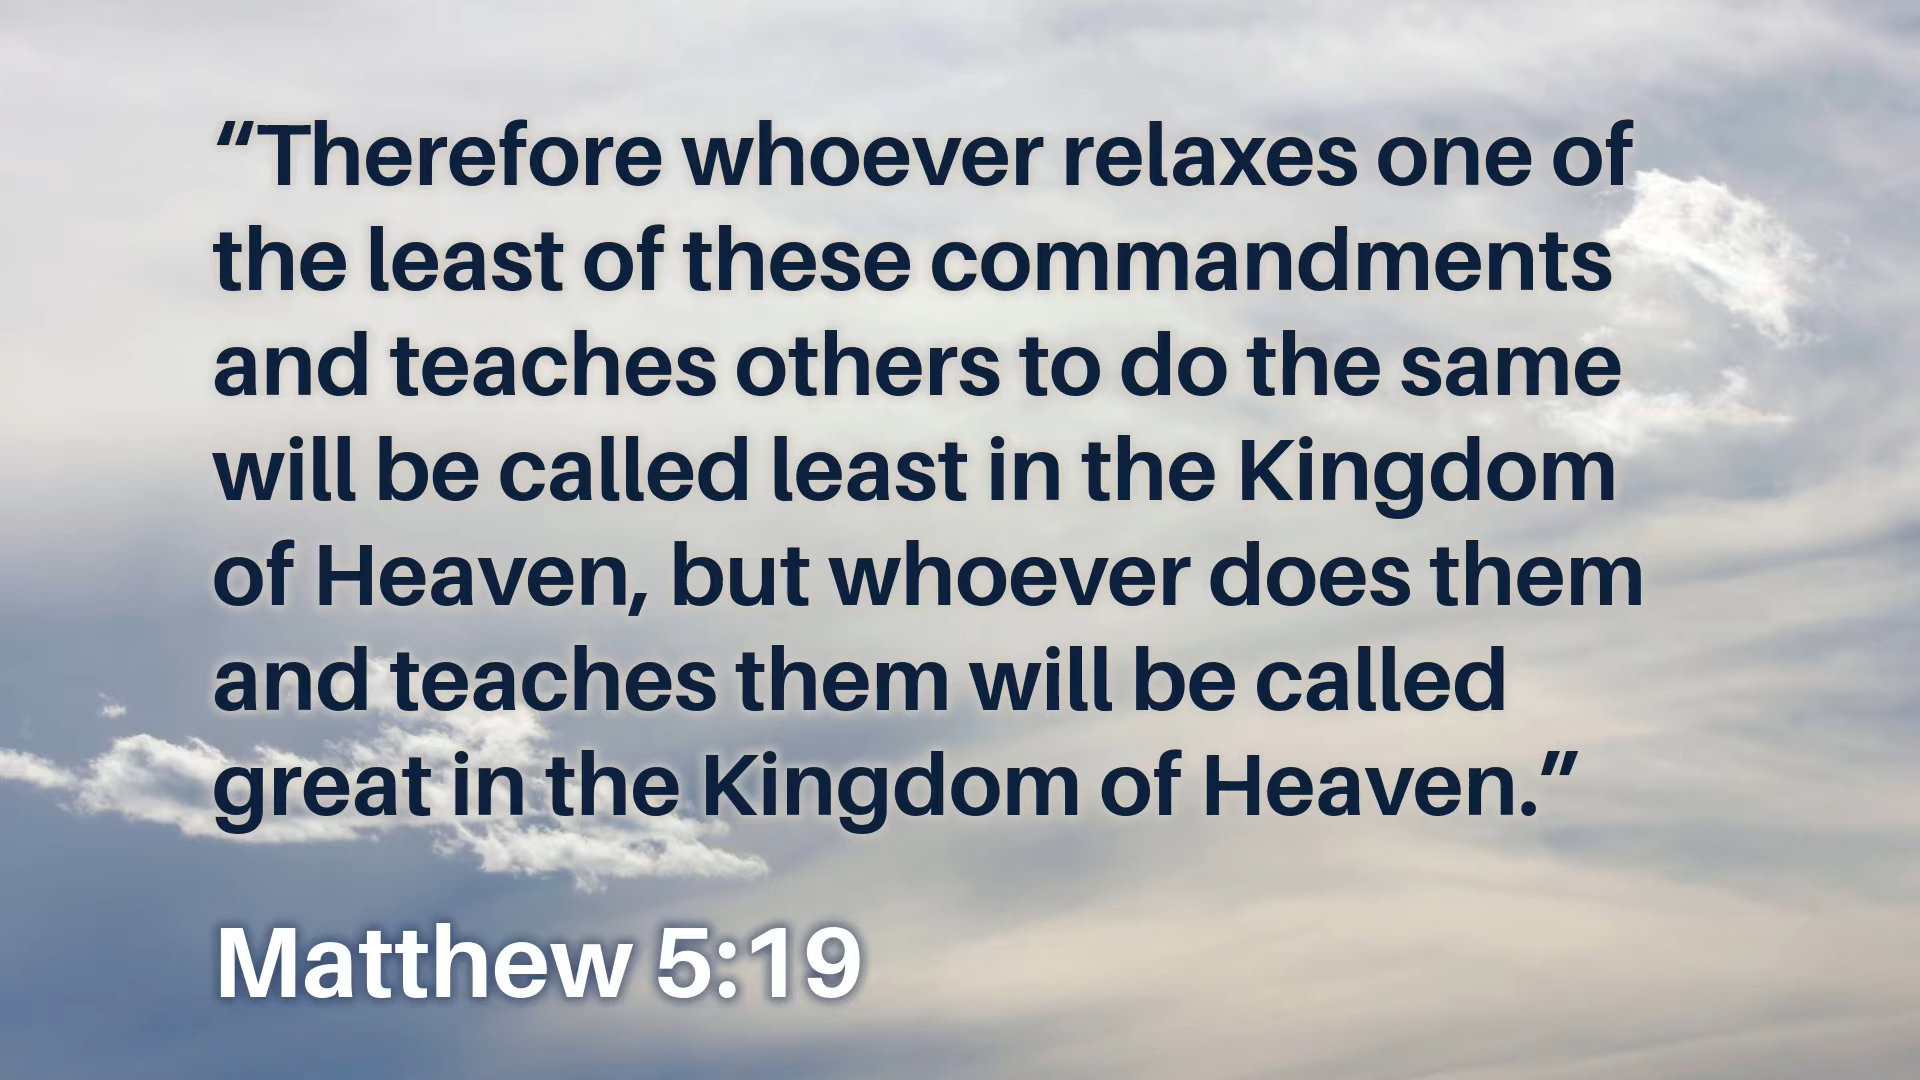 “Therefore whoever relaxes one of
the least of these commandments
and teaches others to do the same
will be called least in the Kingdom
of Heaven, but whoever does them
and teaches them will be called
great in the Kingdom of Heaven.”
Matthew 5:19